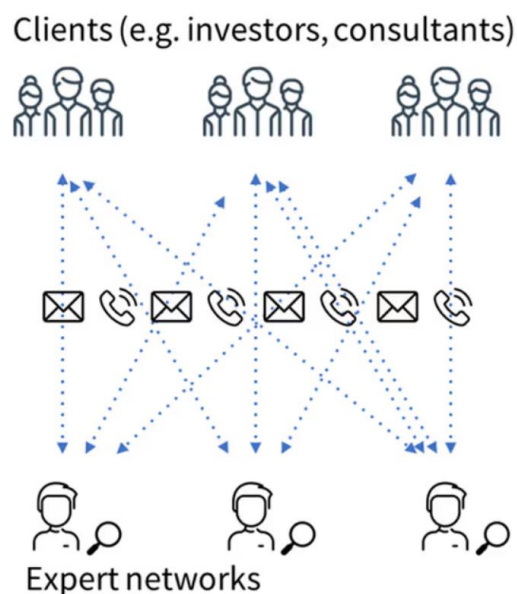 Clients (e.g. investors, consultants)
Expert networks